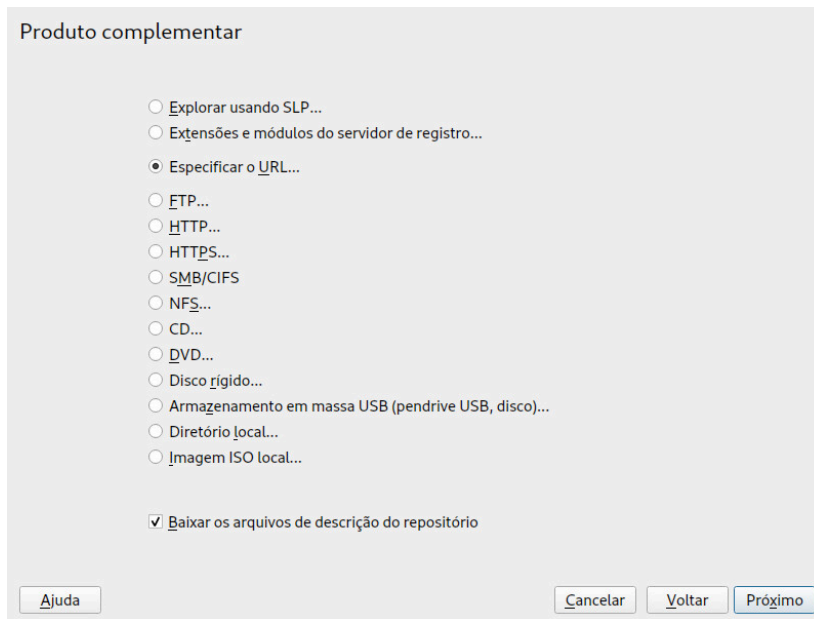 Produto complementar
Explorar usando SLP...
Extensões e módulos do servidor de registro...
Especificar o URL...
FTP...
HTTP...
HTTPS...
SMB/CIFS
NFS...
CD...
DVD...
Disco rígido...
Armazenamento em massa USB (pendrive USB, disco)...
Diretório local...
Imagem ISO local...
Baixar os arquivos de descrição do repositório
Ajuda Cancelar Voltar Próximo